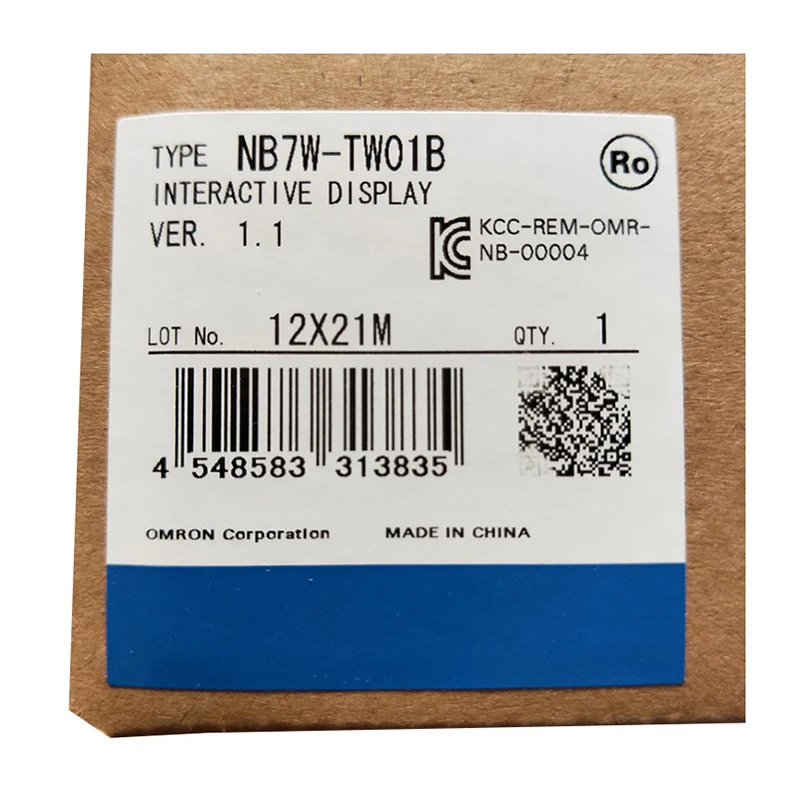 TYPE NB7W-TW01B
Ro
INTERACTIVE DISPLAY
VER. 1.1
KCC-REM-OMR-
NB-00004
LOT No. 12X21M QTY. 1
4 548583 313835
OMRON Corporation MADE IN CHINA